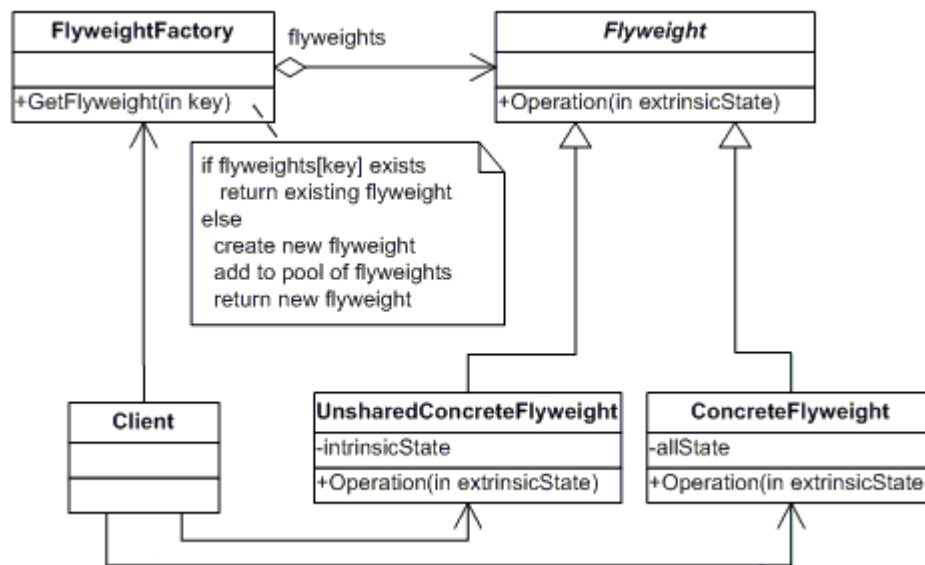 FlyweightFactory
+GetFlyweight(in key)
flyweights
Flyweight
+Operation(in extrinsicState)
if flyweights[key] exists
return existing flyweight
else
create new flyweight
add to pool of flyweights
return new flyweight
Client
UnsharedConcreteFlyweight
-intrinsicState
+Operation(in extrinsicState)
ConcreteFlyweight
-allState
+Operation(in extrinsicState